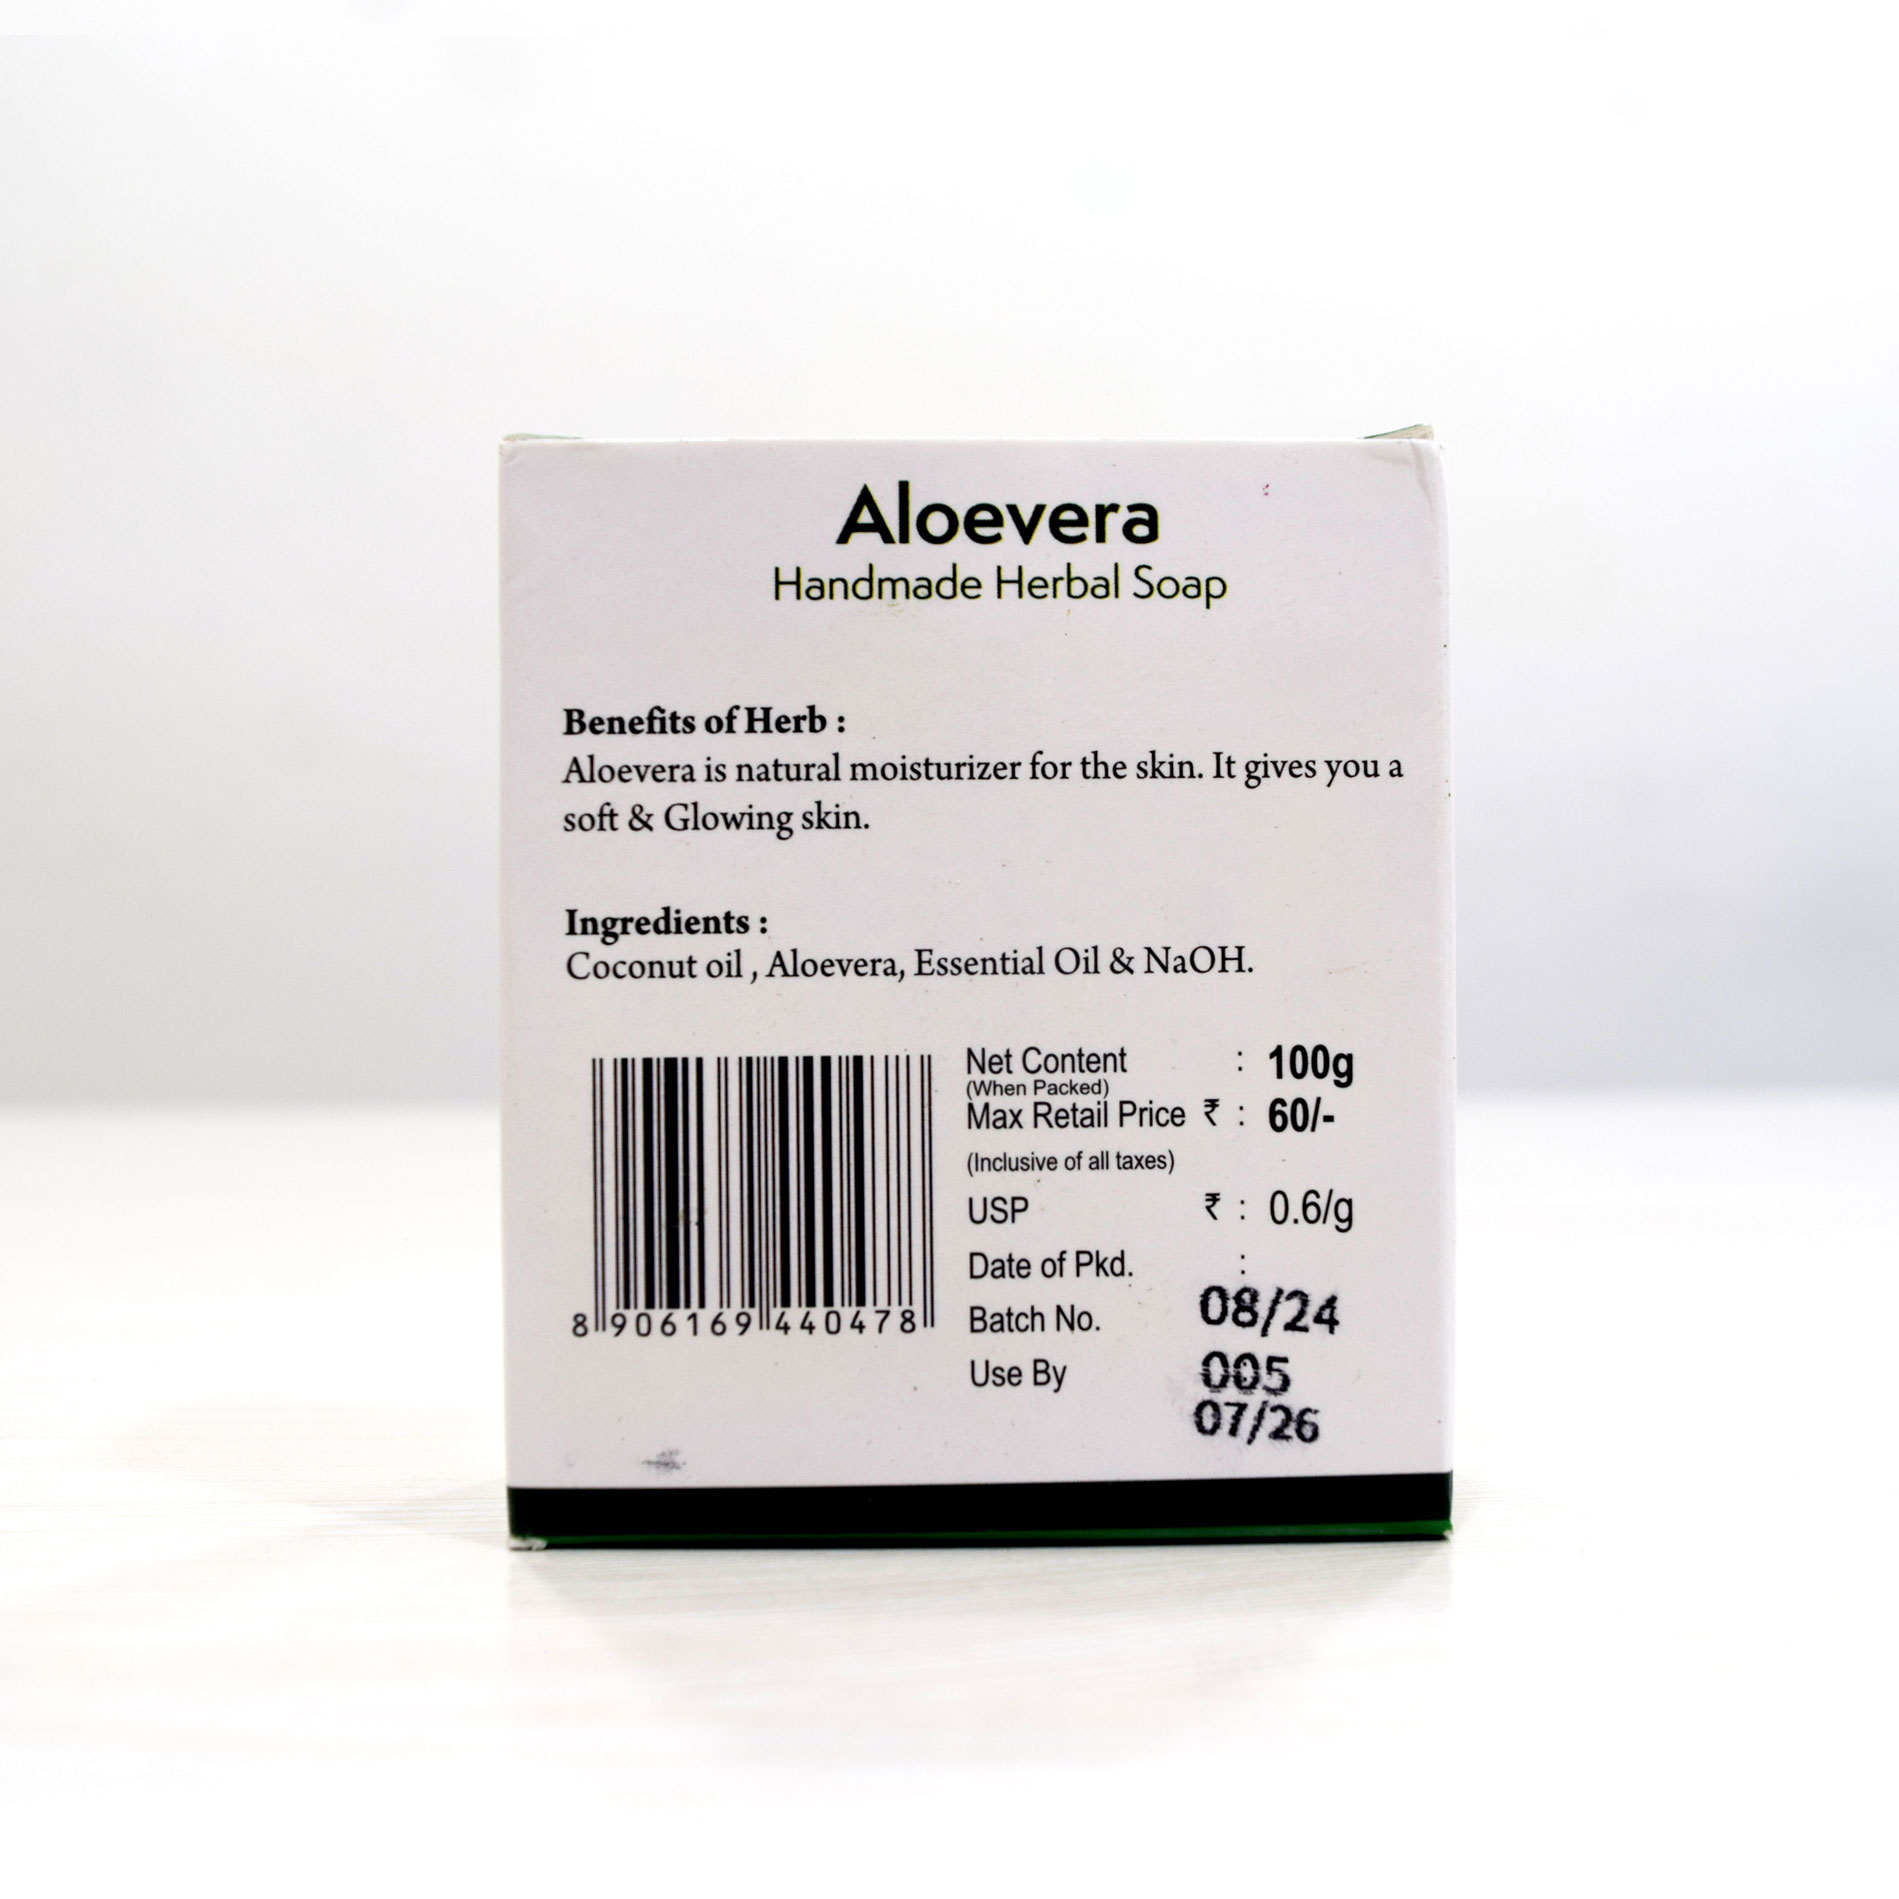 Aloevera
Handmade Herbal Soap
Benefits of Herb :
Aloevera is natural moisturizer for the skin. It gives you a
soft & Glowing skin.
Ingredients :
Coconut oil , Aloevera, Essential Oil & NaOH.
Net Content : 100g
(When Packed)
Max Retail Price ₹ : 60/-
(Inclusive of all taxes)
USP ₹ : 0.6/g
Date of Pkd. :
Batch No. 08/24
Use By 005
07/26
8 906169 440478